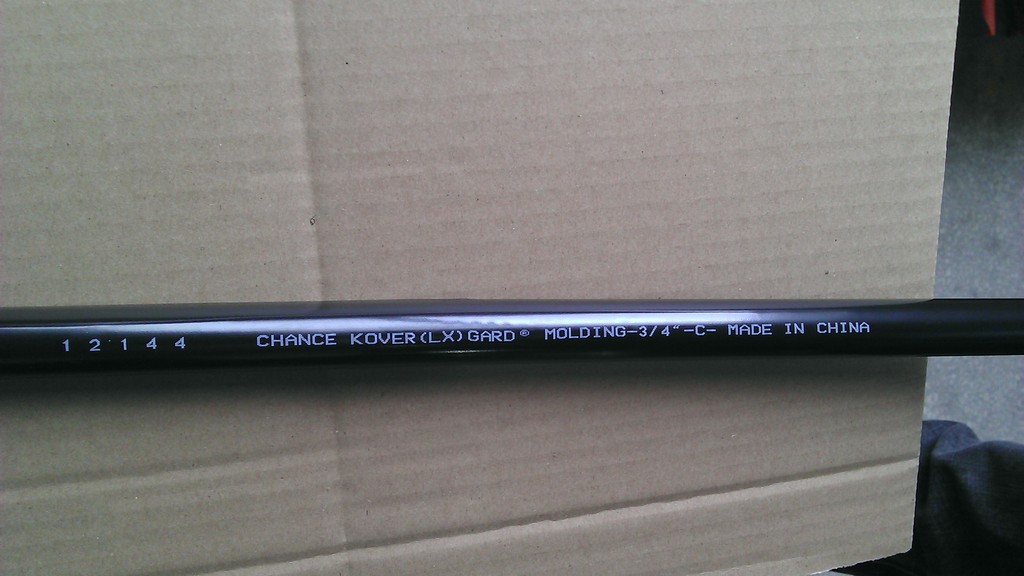 1 2 1 4 4 CHANCE KOVER(LX)GARD® MOLDING-3/4"-C- MADE IN CHINA